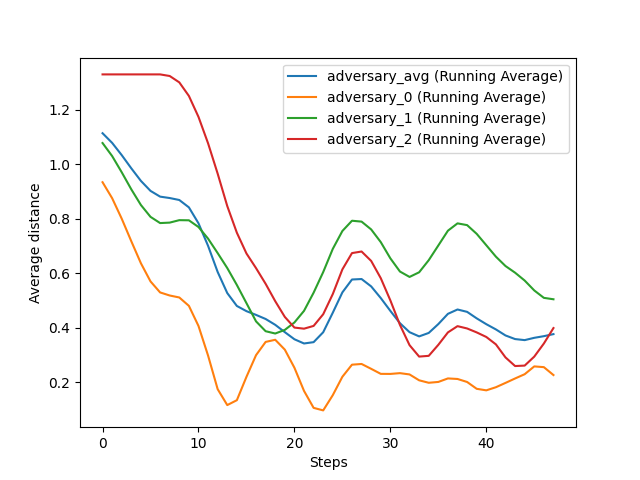 adversary_avg (Running Average)
adversary_0 (Running Average)
adversary_1 (Running Average)
adversary_2 (Running Average)
1.2
1.0
0.8
0.6
0.4
0.2
Average distance
0 10 20 30 40
Steps